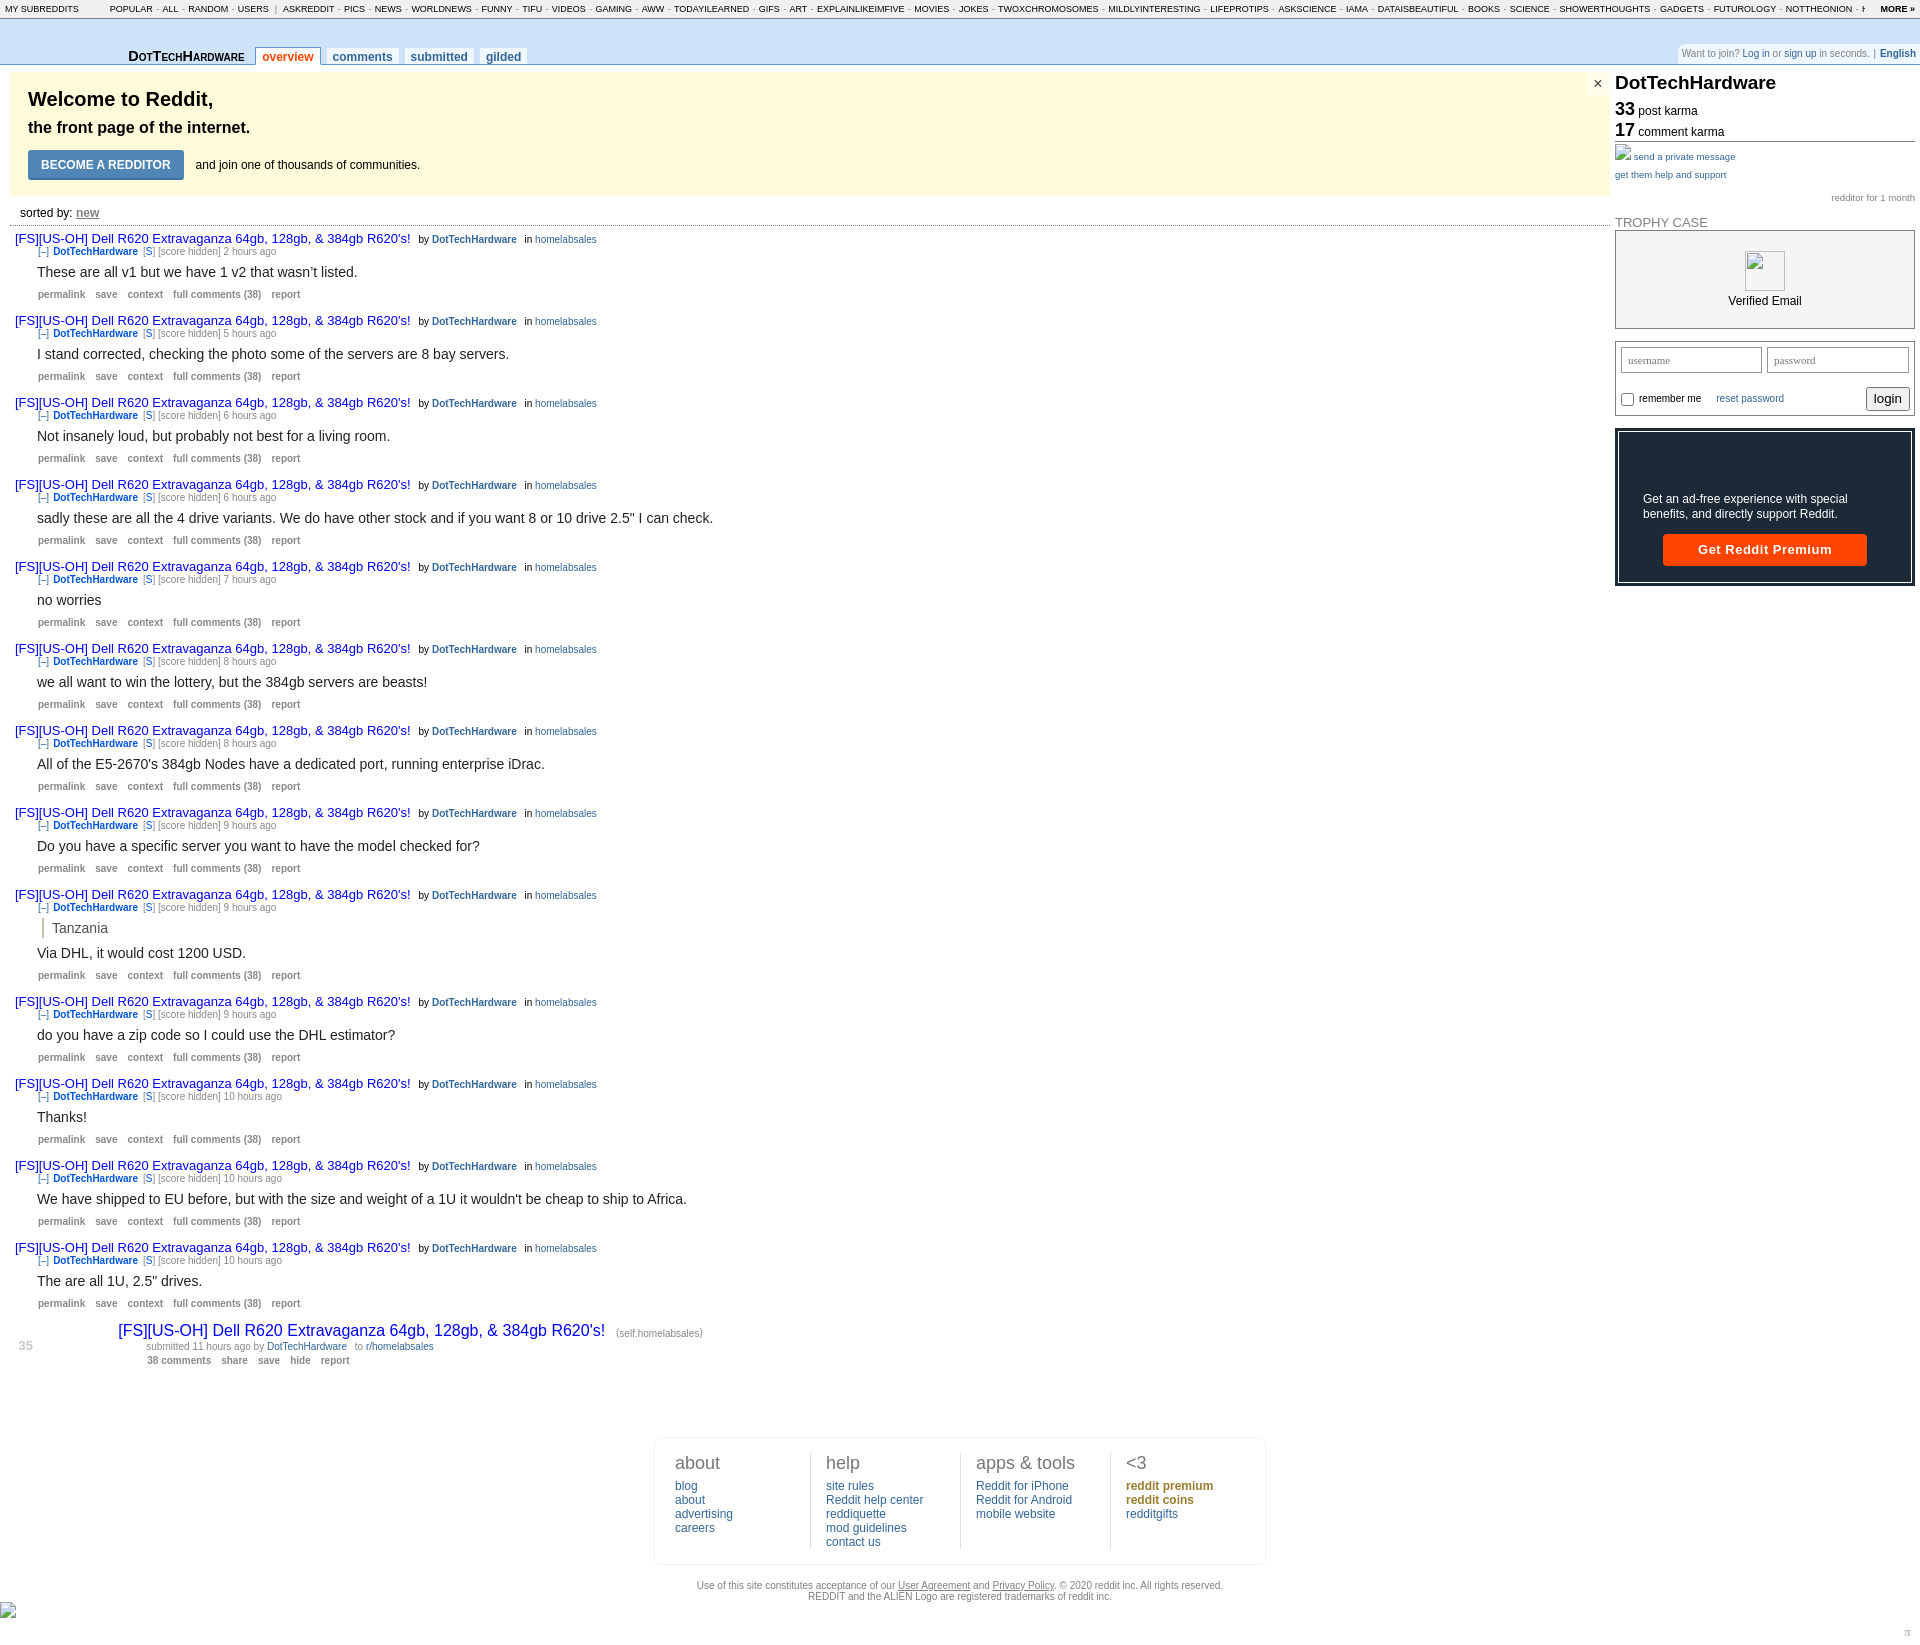 MY SUBREDDITS POPULAR - ALL - RANDOM - USERS | ASKREDDIT - PICS - NEWS - WORLDNEWS - FUNNY - TIFU - VIDEOS - GAMING - AWW - TODAYILEARNED - GIFS - ART - EXPLAINLIKEIMFIVE - MOVIES - JOKES - TWOXCHROMOSOMES - MILDLYINTERESTING - LIFEPROTIPS - ASKSCIENCE - IAMA - DATAISBEAUTIFUL - BOOKS - SCIENCE - SHOWERTHOUGHTS - GADGETS - FUTUROLOGY - NOTTHEONION - MORE »
DotTechHardware overview comments submitted gilded
Want to join? Log in or sign up in seconds. | English
Welcome to Reddit,
the front page of the internet.
BECOME A REDDITOR and join one of thousands of communities.
×
sorted by: new
[FS][US-OH] Dell R620 Extravaganza 64gb, 128gb, & 384gb R620's! by DotTechHardware in homelabsales
[–] DotTechHardware [S] [score hidden] 2 hours ago
These are all v1 but we have 1 v2 that wasn’t listed.
permalink save context full comments (38) report
[FS][US-OH] Dell R620 Extravaganza 64gb, 128gb, & 384gb R620's! by DotTechHardware in homelabsales
[–] DotTechHardware [S] [score hidden] 5 hours ago
I stand corrected, checking the photo some of the servers are 8 bay servers.
permalink save context full comments (38) report
[FS][US-OH] Dell R620 Extravaganza 64gb, 128gb, & 384gb R620's! by DotTechHardware in homelabsales
[–] DotTechHardware [S] [score hidden] 6 hours ago
Not insanely loud, but probably not best for a living room.
permalink save context full comments (38) report
[FS][US-OH] Dell R620 Extravaganza 64gb, 128gb, & 384gb R620's! by DotTechHardware in homelabsales
[–] DotTechHardware [S] [score hidden] 6 hours ago
sadly these are all the 4 drive variants. We do have other stock and if you want 8 or 10 drive 2.5" I can check.
permalink save context full comments (38) report
[FS][US-OH] Dell R620 Extravaganza 64gb, 128gb, & 384gb R620's! by DotTechHardware in homelabsales
[–] DotTechHardware [S] [score hidden] 7 hours ago
no worries
permalink save context full comments (38) report
[FS][US-OH] Dell R620 Extravaganza 64gb, 128gb, & 384gb R620's! by DotTechHardware in homelabsales
[–] DotTechHardware [S] [score hidden] 8 hours ago
we all want to win the lottery, but the 384gb servers are beasts!
permalink save context full comments (38) report
[FS][US-OH] Dell R620 Extravaganza 64gb, 128gb, & 384gb R620's! by DotTechHardware in homelabsales
[–] DotTechHardware [S] [score hidden] 8 hours ago
All of the E5-2670's 384gb Nodes have a dedicated port, running enterprise iDrac.
permalink save context full comments (38) report
[FS][US-OH] Dell R620 Extravaganza 64gb, 128gb, & 384gb R620's! by DotTechHardware in homelabsales
[–] DotTechHardware [S] [score hidden] 9 hours ago
Do you have a specific server you want to have the model checked for?
permalink save context full comments (38) report
[FS][US-OH] Dell R620 Extravaganza 64gb, 128gb, & 384gb R620's! by DotTechHardware in homelabsales
[–] DotTechHardware [S] [score hidden] 9 hours ago
Tanzania
Via DHL, it would cost 1200 USD.
permalink save context full comments (38) report
[FS][US-OH] Dell R620 Extravaganza 64gb, 128gb, & 384gb R620's! by DotTechHardware in homelabsales
[–] DotTechHardware [S] [score hidden] 9 hours ago
do you have a zip code so I could use the DHL estimator?
permalink save context full comments (38) report
[FS][US-OH] Dell R620 Extravaganza 64gb, 128gb, & 384gb R620's! by DotTechHardware in homelabsales
[–] DotTechHardware [S] [score hidden] 10 hours ago
Thanks!
permalink save context full comments (38) report
[FS][US-OH] Dell R620 Extravaganza 64gb, 128gb, & 384gb R620's! by DotTechHardware in homelabsales
[–] DotTechHardware [S] [score hidden] 10 hours ago
We have shipped to EU before, but with the size and weight of a 1U it wouldn't be cheap to ship to Africa.
permalink save context full comments (38) report
[FS][US-OH] Dell R620 Extravaganza 64gb, 128gb, & 384gb R620's! by DotTechHardware in homelabsales
[–] DotTechHardware [S] [score hidden] 10 hours ago
The are all 1U, 2.5" drives.
permalink save context full comments (38) report
35
[FS][US-OH] Dell R620 Extravaganza 64gb, 128gb, & 384gb R620's! (self.homelabsales)
submitted 11 hours ago by DotTechHardware to r/homelabsales
38 comments share save hide report
DotTechHardware
33 post karma
17 comment karma
send a private message
get them help and support
redditor for 1 month
TROPHY CASE
Verified Email
username password
remember me reset password login
Get an ad-free experience with special
benefits, and directly support Reddit.
Get Reddit Premium
about
blog
about
advertising
careers
help
site rules
Reddit help center
reddiquette
mod guidelines
contact us
apps & tools
Reddit for iPhone
Reddit for Android
mobile website
<3
reddit premium
reddit coins
redditgifts
Use of this site constitutes acceptance of our User Agreement and Privacy Policy. © 2020 reddit inc. All rights reserved.
REDDIT and the ALIEN Logo are registered trademarks of reddit inc.
π